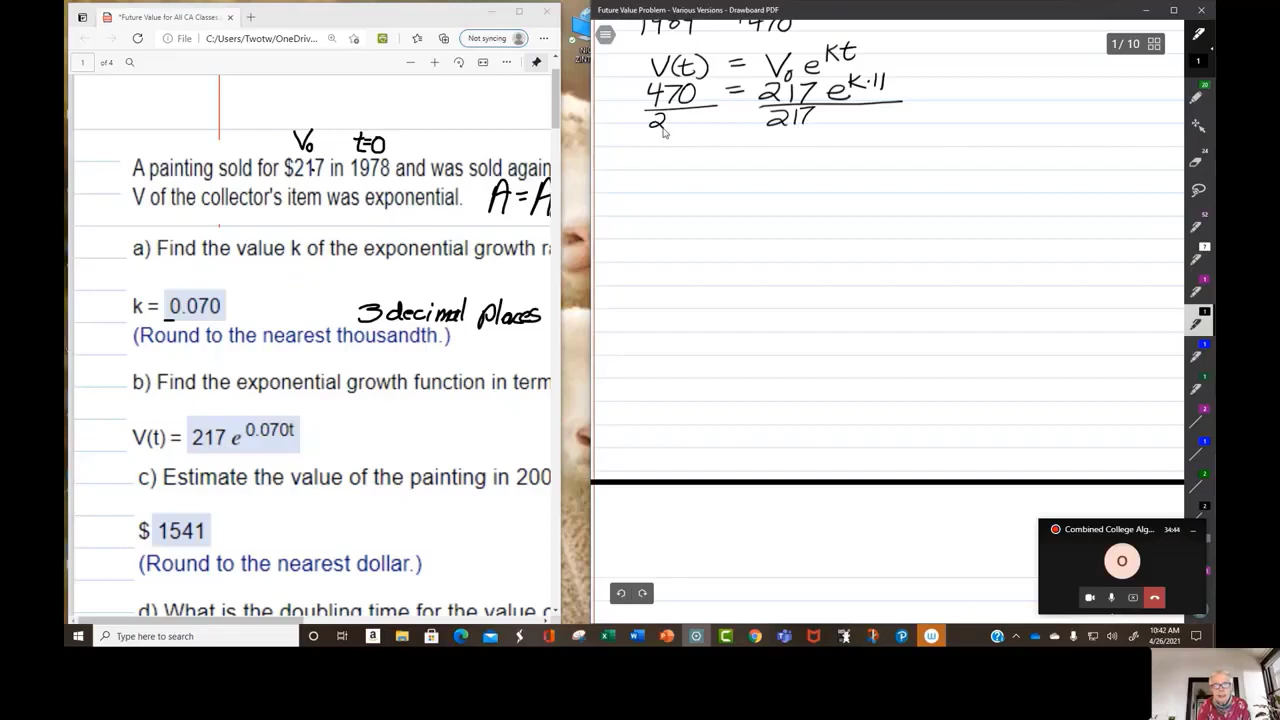 *Future Value for All CA Classes
File
C:/Users/Twotw/OneDriv...
Not syncing
1
of 4
V₀ t=0
A painting sold for $217 in 1978 and was sold again
V of the collector's item was exponential.
A = A
a) Find the value k of the exponential growth r
k = 0.070
3 decimal places
(Round to the nearest thousandth.)
b) Find the exponential growth function in term
V(t) = 217 e^0.070t
c) Estimate the value of the painting in 200
$ 1541
(Round to the nearest dollar.)
d) What is the doubling time for the value
Future Value Problem - Various Versions - Drawboard PDF
1989 470
1 / 10
V(t) = V₀ e^kt
470 = 217 e^k·11
2 217
Combined College Alg...
34:44
O
Type here to search
10:42 AM
4/26/2021